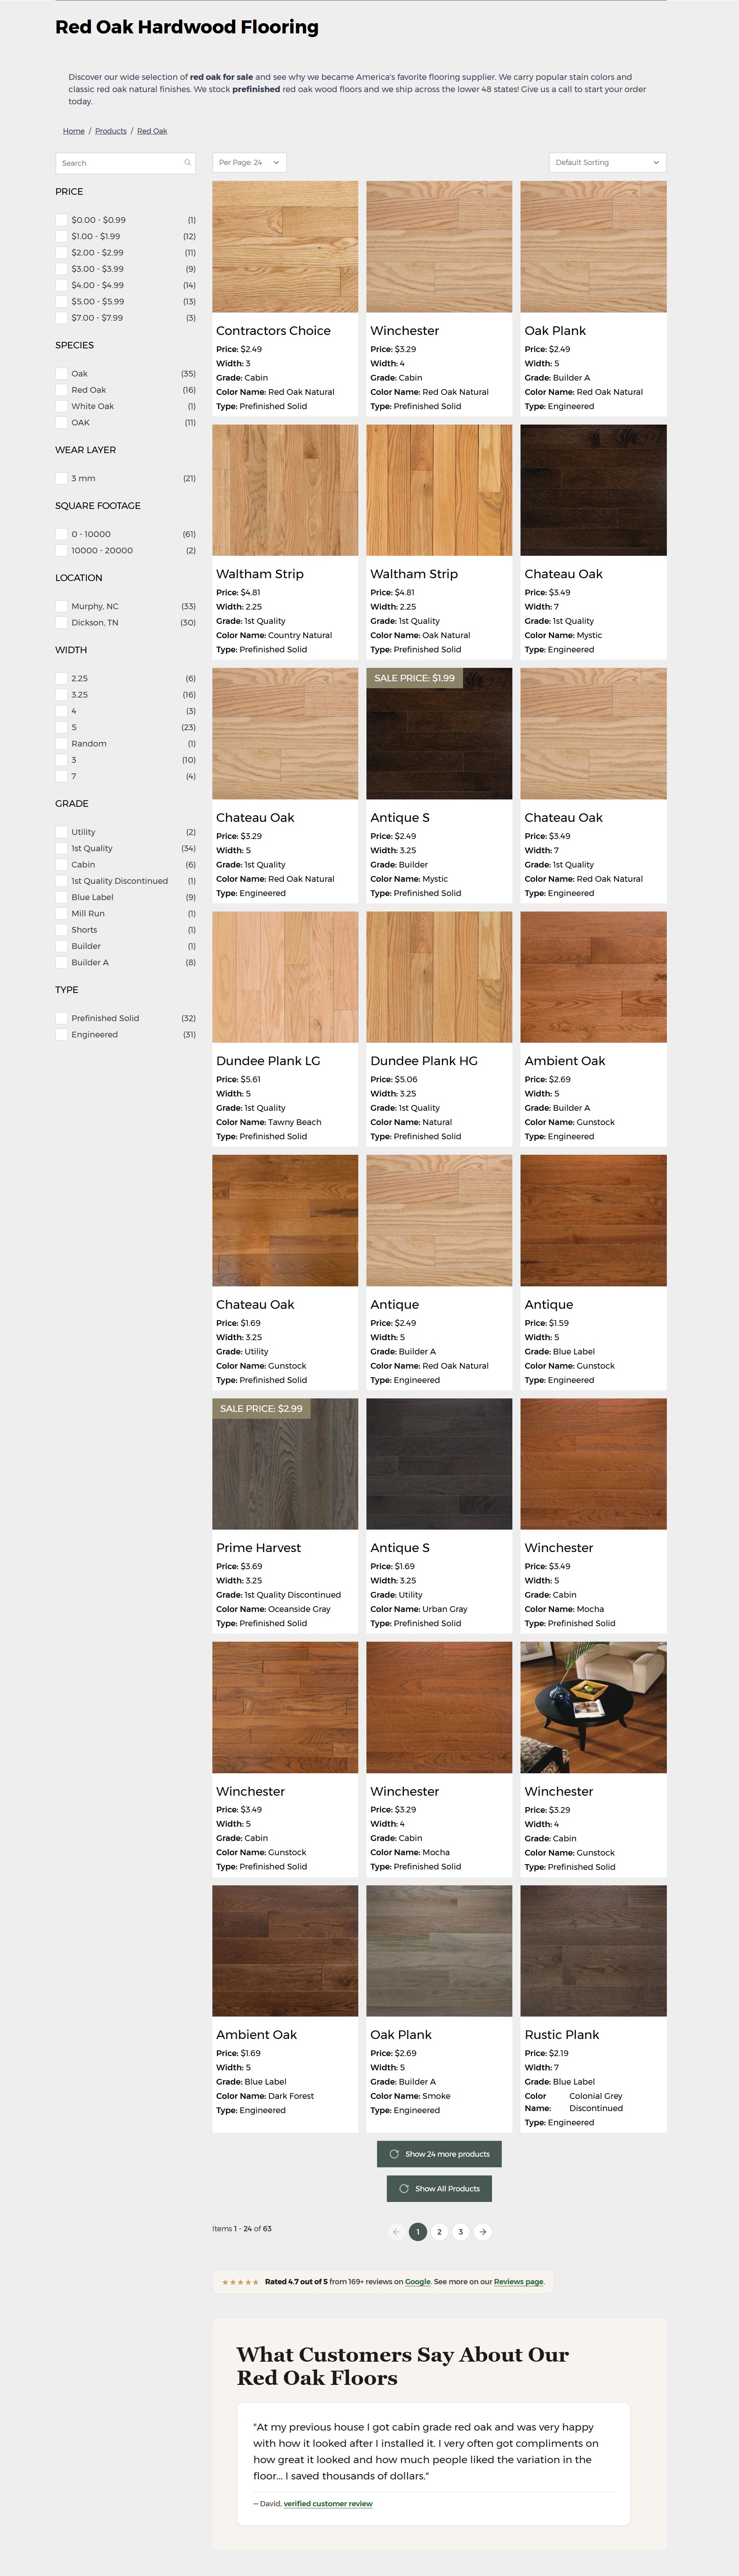 Red Oak Hardwood Flooring
Discover our wide selection of red oak for sale and see why we became America's favorite flooring supplier. We carry popular stain colors and
classic red oak natural finishes. We stock prefinished red oak wood floors and we ship across the lower 48 states! Give us a call to start your order
today.
Home / Products / Red Oak
Search
PRICE
$0.00 - $0.99 (1)
$1.00 - $1.99 (12)
$2.00 - $2.99 (11)
$3.00 - $3.99 (9)
$4.00 - $4.99 (14)
$5.00 - $5.99 (13)
$7.00 - $7.99 (3)
SPECIES
Oak (35)
Red Oak (16)
White Oak (1)
OAK (11)
WEAR LAYER
3 mm (21)
SQUARE FOOTAGE
0 - 10000 (61)
10000 - 20000 (2)
LOCATION
Murphy, NC (33)
Dickson, TN (30)
WIDTH
2.25 (6)
3.25 (16)
4 (3)
5 (23)
Random (1)
3 (10)
7 (4)
GRADE
Utility (2)
1st Quality (34)
Cabin (6)
1st Quality Discontinued (1)
Blue Label (9)
Mill Run (1)
Shorts (1)
Builder (1)
Builder A (8)
TYPE
Prefinished Solid (32)
Engineered (31)
Per Page: 24
Default Sorting
Contractors Choice
Price: $2.49
Width: 3
Grade: Cabin
Color Name: Red Oak Natural
Type: Prefinished Solid
Winchester
Price: $3.29
Width: 4
Grade: Cabin
Color Name: Red Oak Natural
Type: Prefinished Solid
Oak Plank
Price: $2.49
Width: 5
Grade: Builder A
Color Name: Red Oak Natural
Type: Engineered
Waltham Strip
Price: $4.81
Width: 2.25
Grade: 1st Quality
Color Name: Country Natural
Type: Prefinished Solid
Waltham Strip
Price: $4.81
Width: 2.25
Grade: 1st Quality
Color Name: Oak Natural
Type: Prefinished Solid
Chateau Oak
Price: $3.49
Width: 7
Grade: 1st Quality
Color Name: Mystic
Type: Engineered
Chateau Oak
Price: $3.29
Width: 5
Grade: 1st Quality
Color Name: Red Oak Natural
Type: Engineered
SALE PRICE: $1.99
Antique S
Price: $2.49
Width: 3.25
Grade: Builder
Color Name: Mystic
Type: Prefinished Solid
Chateau Oak
Price: $3.49
Width: 7
Grade: 1st Quality
Color Name: Red Oak Natural
Type: Engineered
Dundee Plank LG
Price: $5.61
Width: 5
Grade: 1st Quality
Color Name: Tawny Beach
Type: Prefinished Solid
Dundee Plank HG
Price: $5.06
Width: 3.25
Grade: 1st Quality
Color Name: Natural
Type: Prefinished Solid
Ambient Oak
Price: $2.69
Width: 5
Grade: Builder A
Color Name: Gunstock
Type: Engineered
Chateau Oak
Price: $1.69
Width: 3.25
Grade: Utility
Color Name: Gunstock
Type: Prefinished Solid
Antique
Price: $2.49
Width: 5
Grade: Builder A
Color Name: Red Oak Natural
Type: Engineered
Antique
Price: $1.59
Width: 5
Grade: Blue Label
Color Name: Gunstock
Type: Engineered
SALE PRICE: $2.99
Prime Harvest
Price: $3.69
Width: 3.25
Grade: 1st Quality Discontinued
Color Name: Oceanside Gray
Type: Prefinished Solid
Antique S
Price: $1.69
Width: 3.25
Grade: Utility
Color Name: Urban Gray
Type: Prefinished Solid
Winchester
Price: $3.49
Width: 5
Grade: Cabin
Color Name: Mocha
Type: Prefinished Solid
Winchester
Price: $3.49
Width: 5
Grade: Cabin
Color Name: Gunstock
Type: Prefinished Solid
Winchester
Price: $3.29
Width: 4
Grade: Cabin
Color Name: Mocha
Type: Prefinished Solid
Winchester
Price: $3.29
Width: 4
Grade: Cabin
Color Name: Gunstock
Type: Prefinished Solid
Ambient Oak
Price: $1.69
Width: 5
Grade: Blue Label
Color Name: Dark Forest
Type: Engineered
Oak Plank
Price: $2.69
Width: 5
Grade: Builder A
Color Name: Smoke
Type: Engineered
Rustic Plank
Price: $2.19
Width: 7
Grade: Blue Label
Color Name: Colonial Grey Discontinued
Type: Engineered
Show 24 more products
Show All Products
Items 1 - 24 of 63
1 2 3
★★★★★ Rated 4.7 out of 5 from 169+ reviews on Google. See more on our Reviews page.
What Customers Say About Our
Red Oak Floors
"At my previous house I got cabin grade red oak and was very happy
with how it looked after I installed it. I very often got compliments on
how great it looked and how much people liked the variation in the
floor... I saved thousands of dollars."
— David, verified customer review